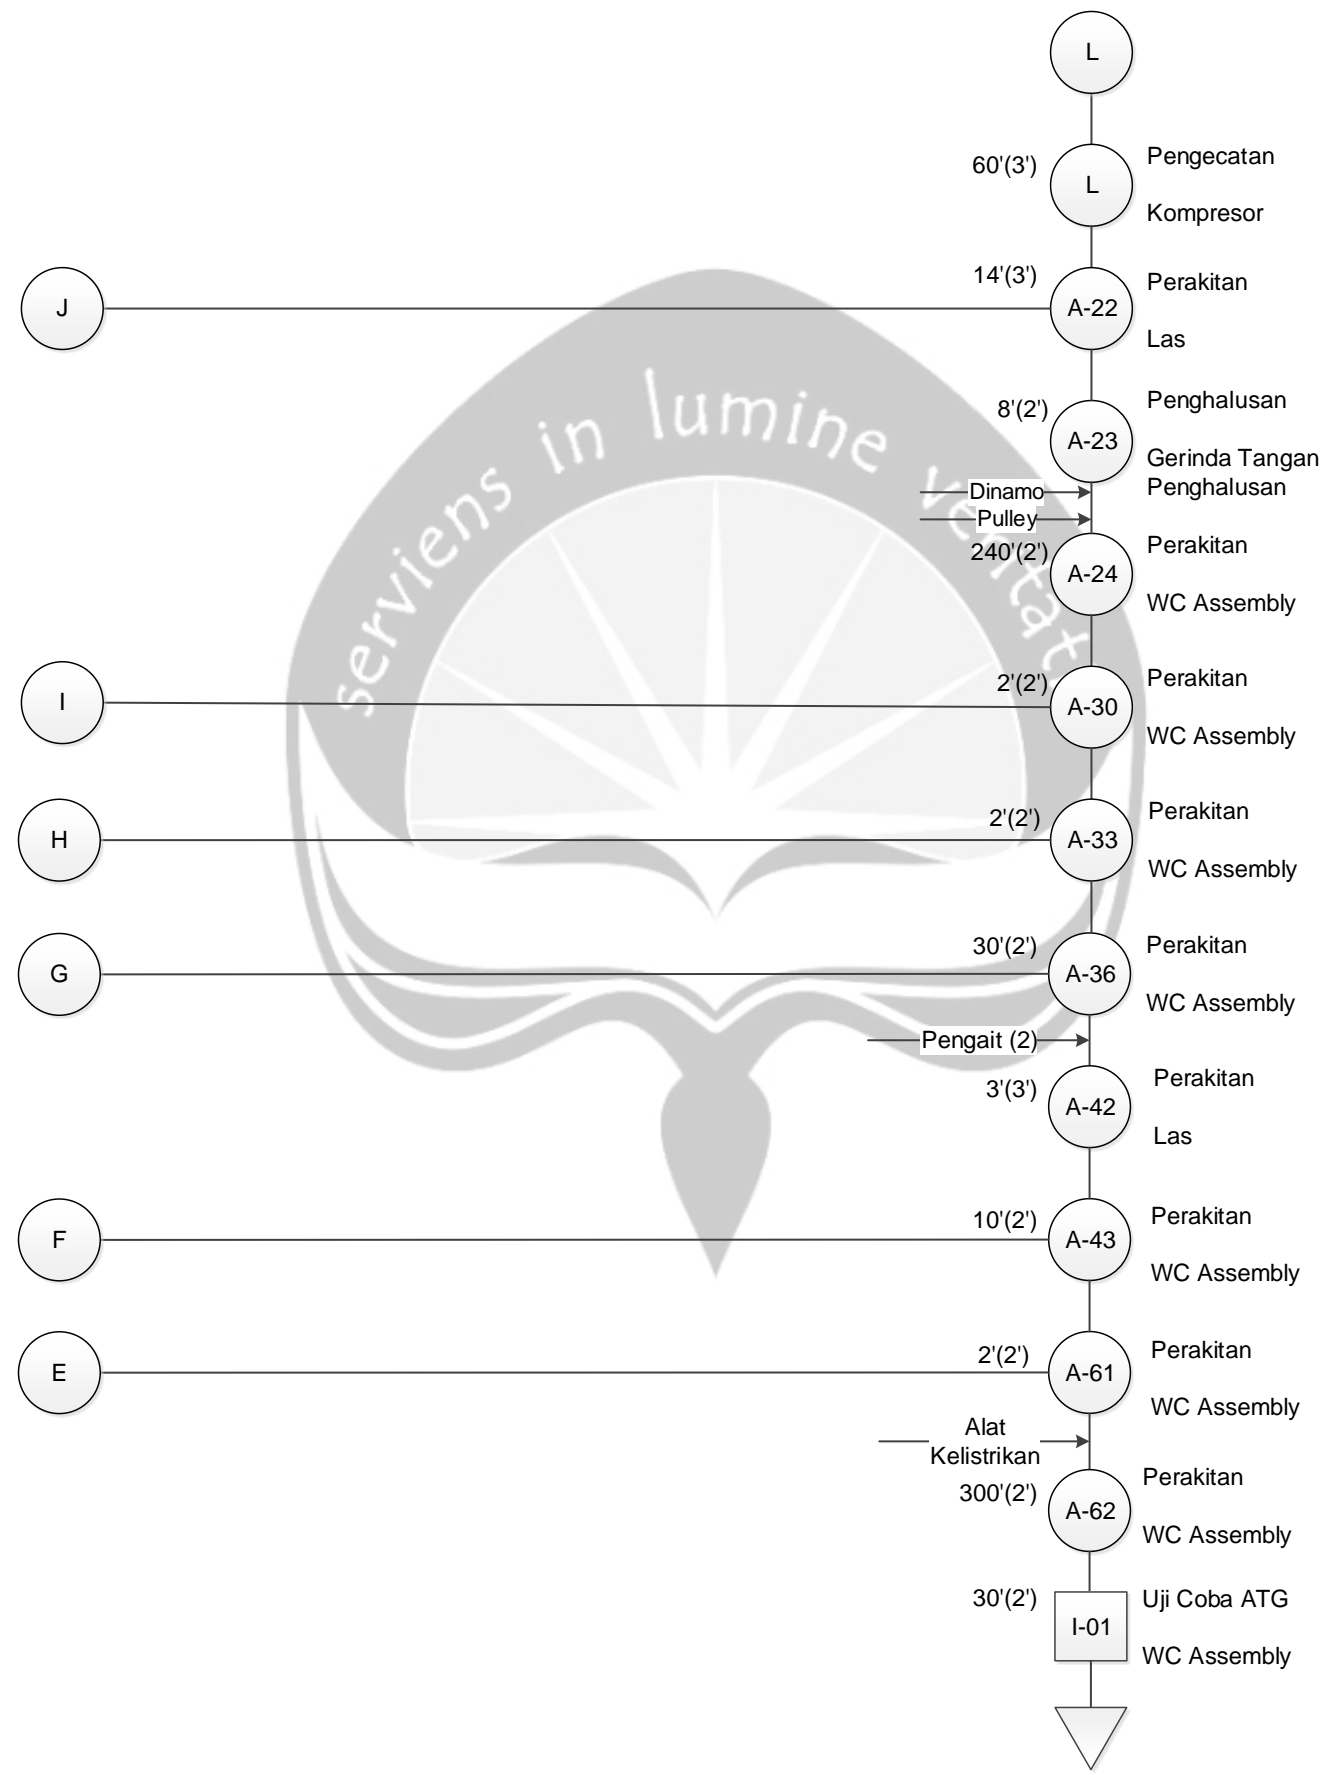 L
60'(3')
L
Pengecatan
Kompresor
J
14'(3')
A-22
Perakitan
Las
8'(2')
A-23
Penghalusan
Gerinda Tangan
Penghalusan
Dinamo
Pulley
240'(2')
A-24
Perakitan
WC Assembly
serviens in lumine veritat
I
2'(2')
A-30
Perakitan
WC Assembly
H
2'(2')
A-33
Perakitan
WC Assembly
G
30'(2')
A-36
Perakitan
WC Assembly
Pengait (2)
3'(3')
A-42
Perakitan
Las
F
10'(2')
A-43
Perakitan
WC Assembly
E
2'(2')
A-61
Perakitan
WC Assembly
Alat
Kelistrikan
300'(2')
A-62
Perakitan
WC Assembly
30'(2')
I-01
Uji Coba ATG
WC Assembly